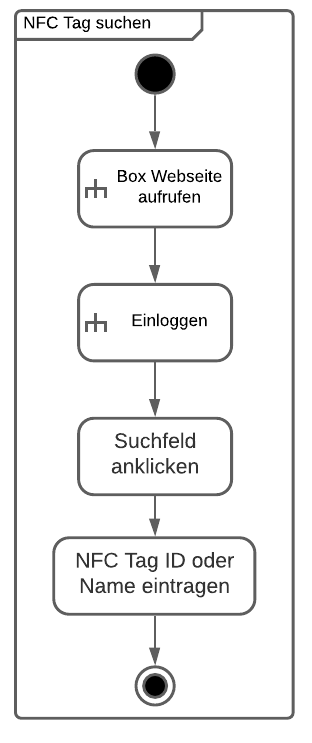 NFC Tag suchen
Box Webseite
aufrufen
Einloggen
Suchfeld
anklicken
NFC Tag ID oder
Name eintragen